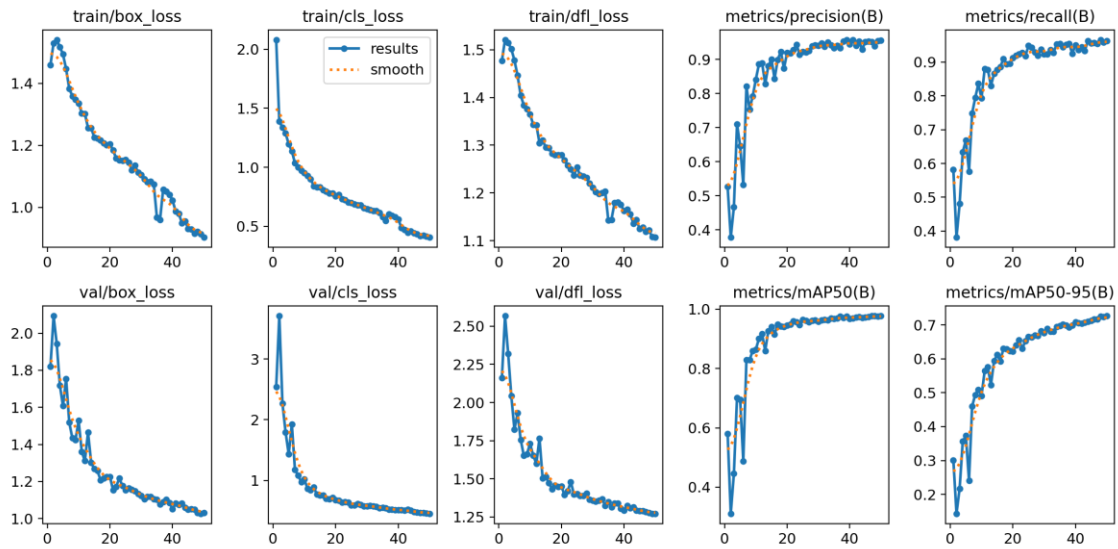 train/box_loss
train/cls_loss
train/dfl_loss
metrics/precision(B)
metrics/recall(B)
results
smooth
1.4
1.2
1.0
0 20 40
2.0
1.5
1.0
0.5
0 20 40
1.5
1.4
1.3
1.2
1.1
0 20 40
0.9
0.8
0.7
0.6
0.5
0.4
0 20 40
0.9
0.8
0.7
0.6
0.5
0.4
0 20 40
val/box_loss
val/cls_loss
val/dfl_loss
metrics/mAP50(B)
metrics/mAP50-95(B)
2.0
1.8
1.6
1.4
1.2
1.0
0 20 40
3
2
1
0 20 40
2.50
2.25
2.00
1.75
1.50
1.25
0 20 40
1.0
0.8
0.6
0.4
0 20 40
0.7
0.6
0.5
0.4
0.3
0.2
0 20 40